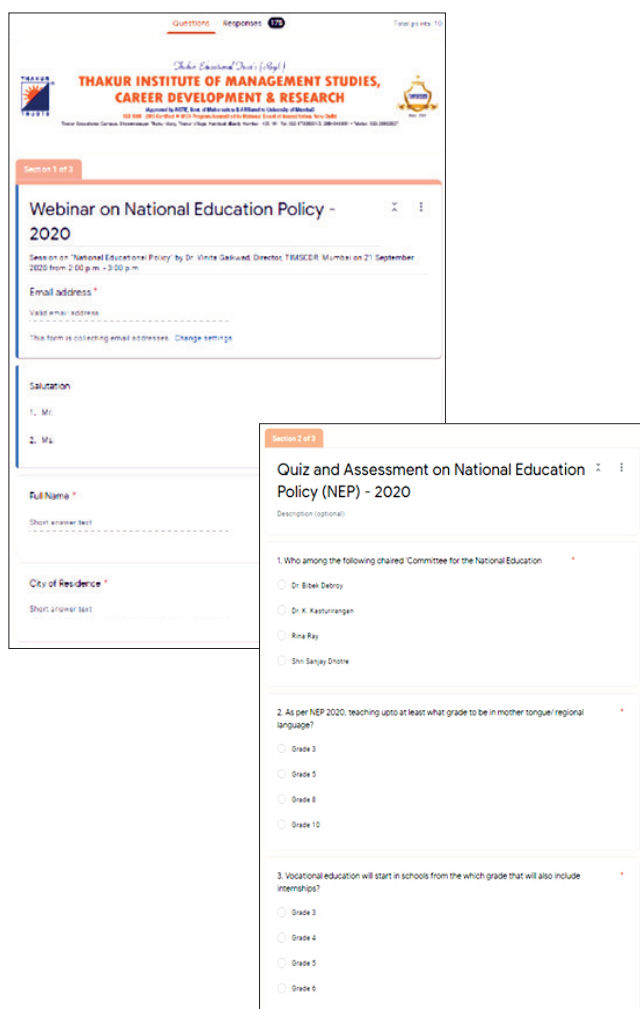 Questions Responses 175
Total points: 10
Thakur Educational Trust's (Regd.)
THAKUR INSTITUTE OF MANAGEMENT STUDIES,
CAREER DEVELOPMENT & RESEARCH
THAKUR
TRUSTS
TIMSCDR
Section 1 of 3
Webinar on National Education Policy -
2020
Session on "National Educational Policy" by Dr. Vinita Gaikwad, Director, TIMSCDR. Mumbai on 21 September
2020 from 2:00 p.m. - 3:00 p.m
Email address *
Valid email address
This form is collecting email addresses. Change settings
Salutation
1. Mr.
2. Ms.
Full Name *
Short answer text
City of Residence *
Short answer text
Section 2 of 3
Quiz and Assessment on National Education
Policy (NEP) - 2020
Description (optional)
1. Who among the following chaired 'Committee for the National Education *
Dr. Bibek Debroy
Dr. K. Kasturirangan
Rina Ray
Shri Sanjay Dhotre
2. As per NEP 2020, teaching upto at least what grade to be in mother tongue/ regional *
language?
Grade 3
Grade 5
Grade 8
Grade 10
3. Vocational education will start in schools from the which grade that will also include *
internships?
Grade 3
Grade 4
Grade 5
Grade 6